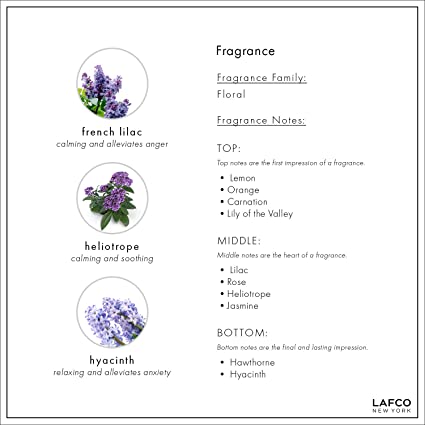 french lilac
calming and alleviates anger
heliotrope
calming and soothing
hyacinth
relaxing and alleviates anxiety
Fragrance
Fragrance Family:
Floral
Fragrance Notes:
TOP:
Top notes are the first impression of a fragrance.
• Lemon
• Orange
• Carnation
• Lily of the Valley
MIDDLE:
Middle notes are the heart of a fragrance.
• Lilac
• Rose
• Heliotrope
• Jasmine
BOTTOM:
Bottom notes are the final and lasting impression.
• Hawthorne
• Hyacinth
LAFCO
NEW YORK